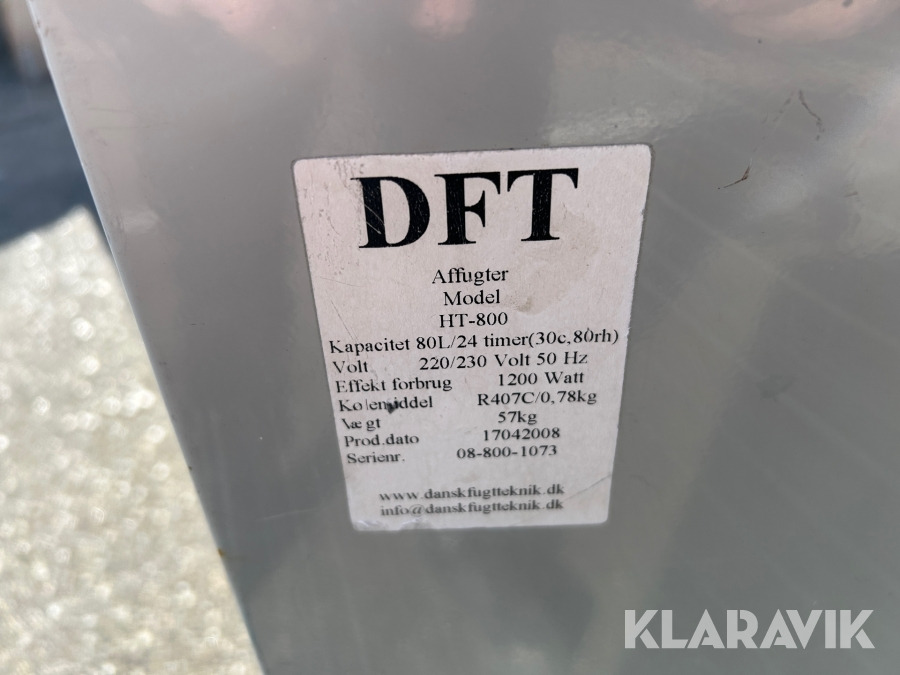 DFT
Affugter
Model
HT-800
Kapacitet 80L/24 timer(30c,80rh)
Volt 220/230 Volt 50 Hz
Effekt forbrug 1200 Watt
Kølemiddel R407C/0,78kg
Vægt 57kg
Prod.dato 17042008
Serienr. 08-800-1073
www.danskfugtteknik.dk
info@danskfugtteknik.dk
KLARAVIK